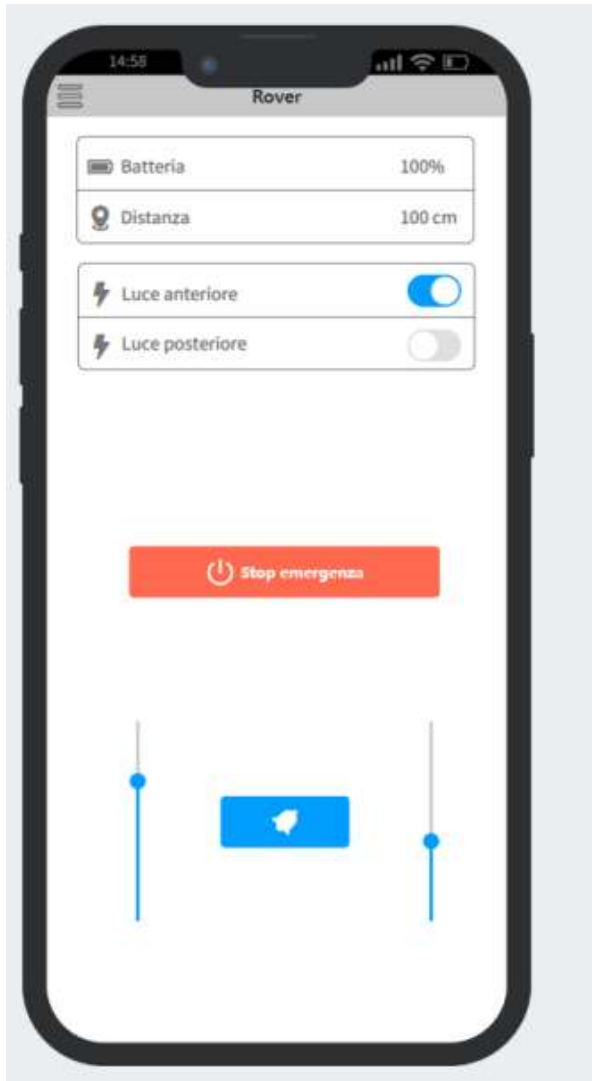 14:58
Rover
Batteria 100%
Distanza 100 cm
Luce anteriore
Luce posteriore
Stop emergenza